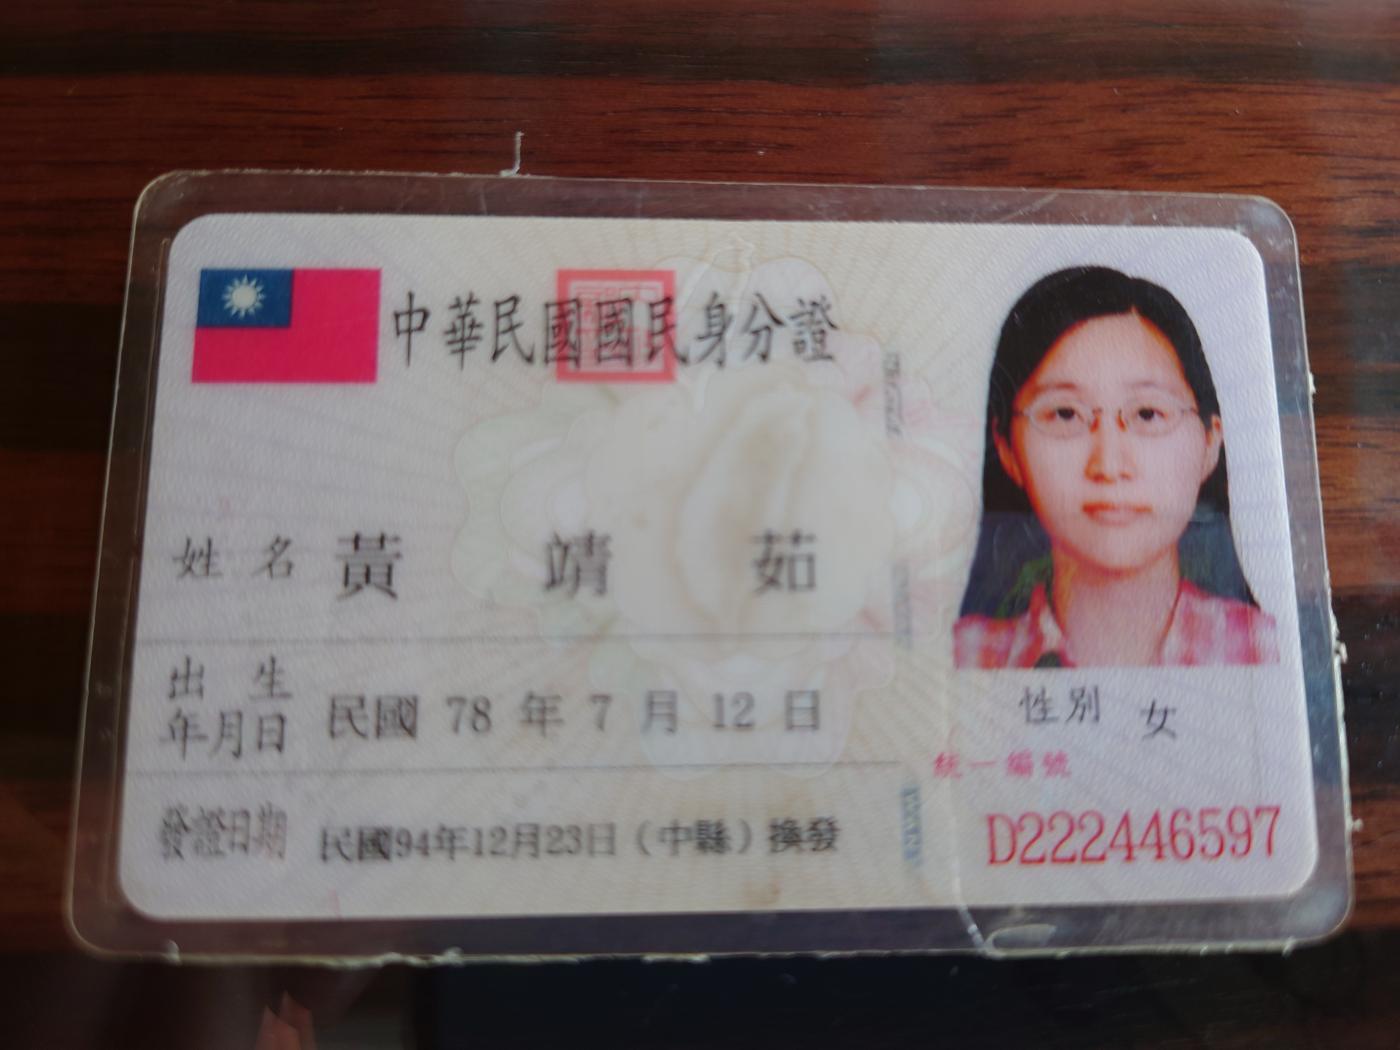 中華民國國民身分證
姓名 黃靖茹
出生年月日 民國 78 年 7 月 12 日
發證日期 民國94年12月23日（中縣）換發
性別 女
統一編號
D222446597